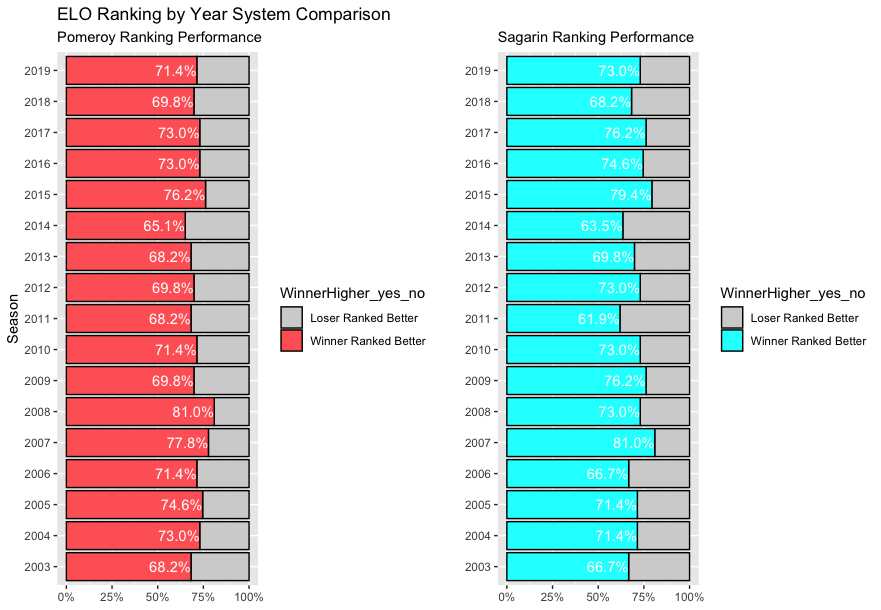 ELO Ranking by Year System Comparison
Pomeroy Ranking Performance
Season
2019 71.4%
2018 69.8%
2017 73.0%
2016 73.0%
2015 76.2%
2014 65.1%
2013 68.2%
2012 69.8%
2011 68.2%
2010 71.4%
2009 69.8%
2008 81.0%
2007 77.8%
2006 71.4%
2005 74.6%
2004 73.0%
2003 68.2%
0% 25% 50% 75% 100%
WinnerHigher_yes_no
Loser Ranked Better
Winner Ranked Better
Sagarin Ranking Performance
2019 73.0%
2018 68.2%
2017 76.2%
2016 74.6%
2015 79.4%
2014 63.5%
2013 69.8%
2012 73.0%
2011 61.9%
2010 73.0%
2009 76.2%
2008 73.0%
2007 81.0%
2006 66.7%
2005 71.4%
2004 71.4%
2003 66.7%
0% 25% 50% 75% 100%
WinnerHigher_yes_no
Loser Ranked Better
Winner Ranked Better